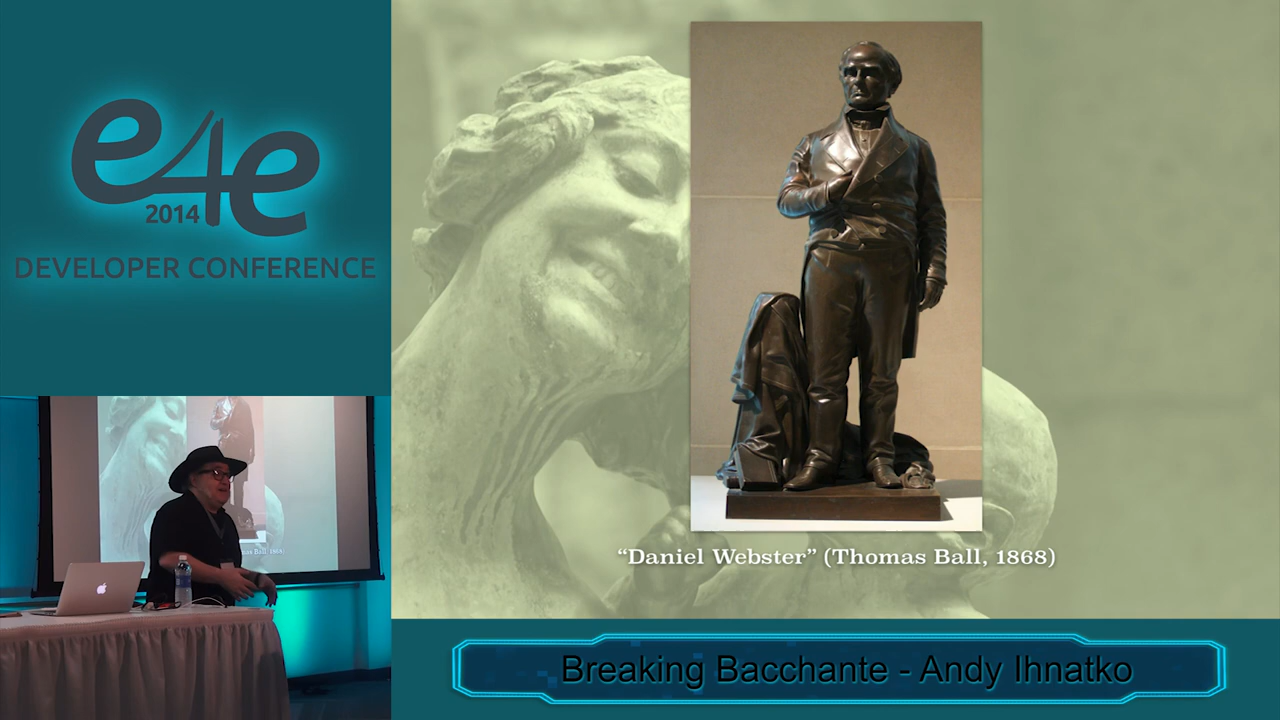 e4e
2014
DEVELOPER CONFERENCE
“Daniel Webster” (Thomas Ball, 1868)
Breaking Bacchante - Andy Ihnatko